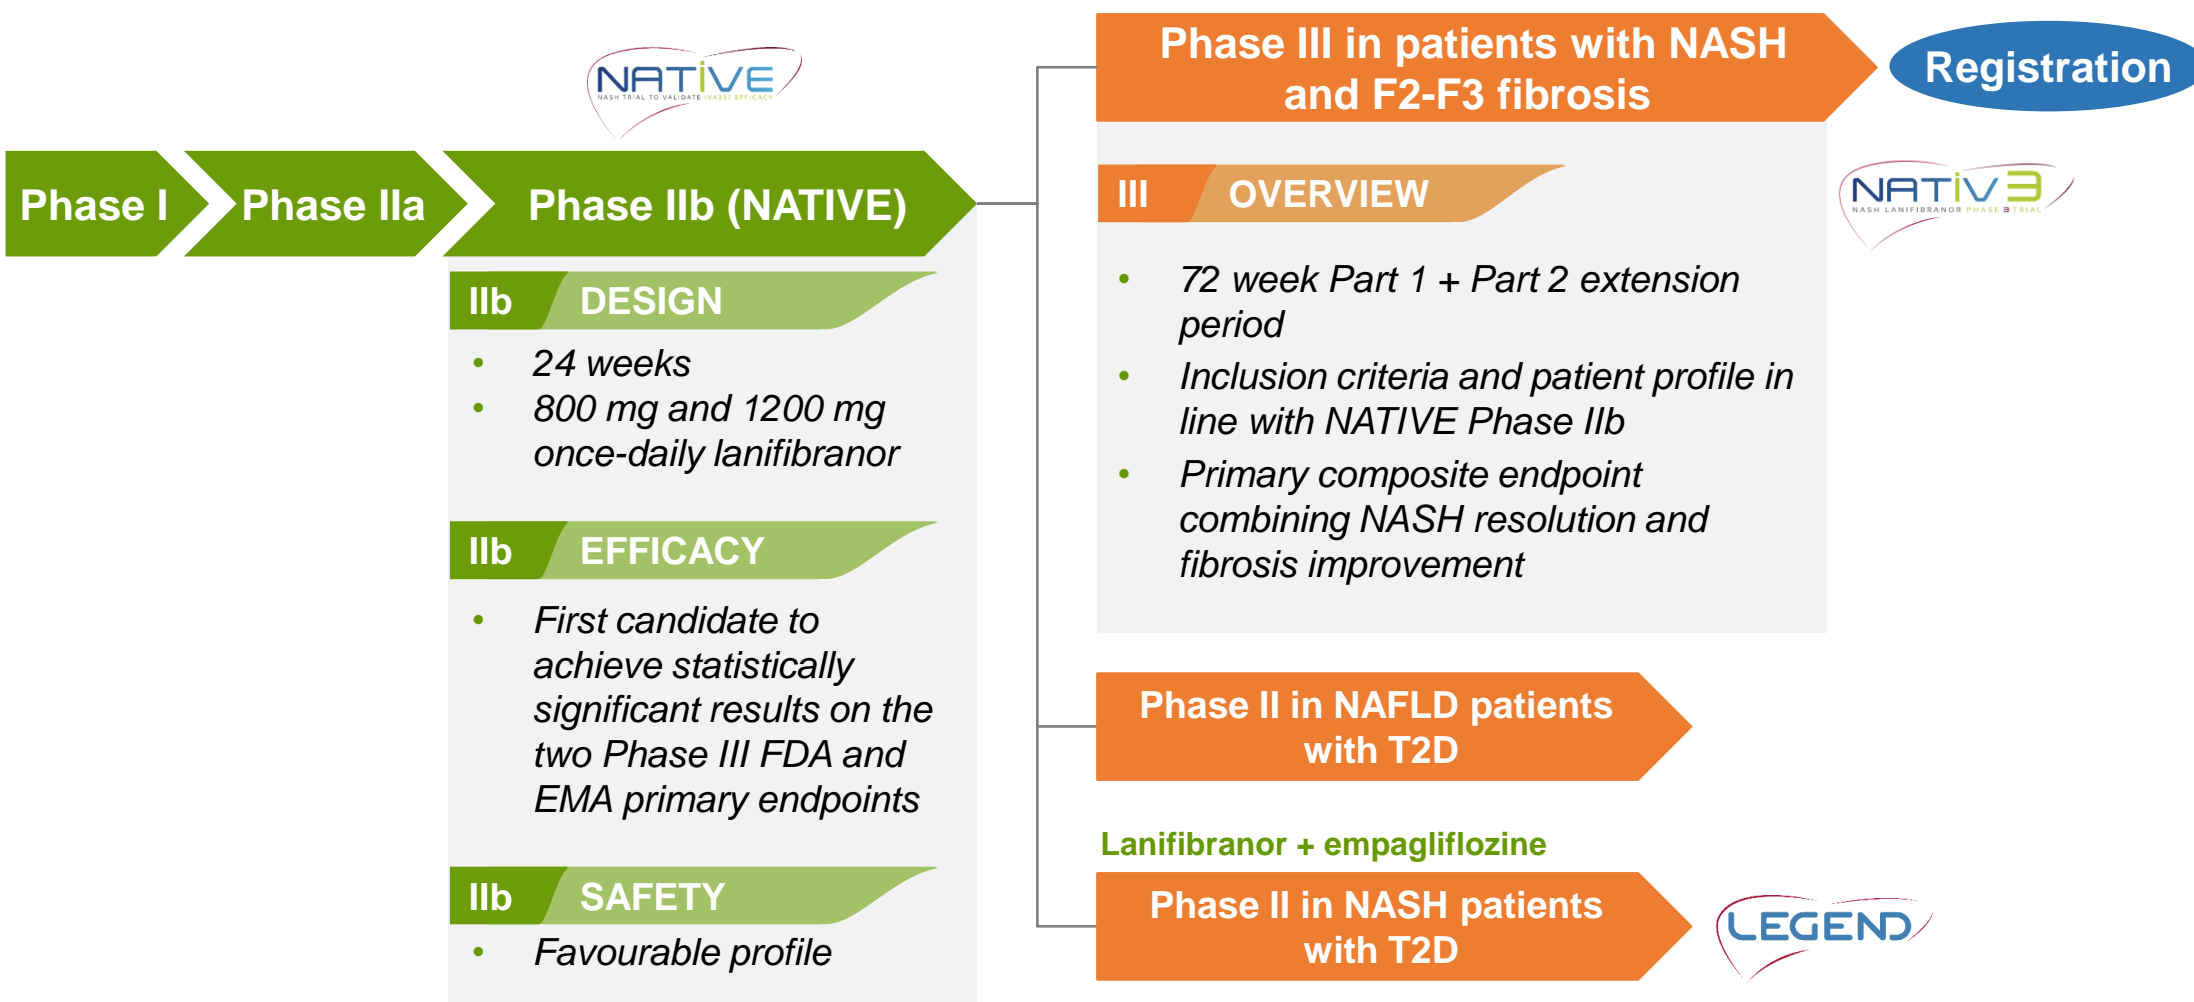 NATiVE
NASH TRIAL TO VALIDATE IVA337 EFFICACY
Phase I
Phase IIa
Phase IIb (NATIVE)
IIb DESIGN
• 24 weeks
• 800 mg and 1200 mg
once-daily lanifibranor
IIb EFFICACY
• First candidate to
achieve statistically
significant results on the
two Phase III FDA and
EMA primary endpoints
IIb SAFETY
• Favourable profile
Phase III in patients with NASH
and F2-F3 fibrosis
Registration
III OVERVIEW
NATiV3
NASH LANIFIBRANOR PHASE 3 TRIAL
• 72 week Part 1 + Part 2 extension
period
• Inclusion criteria and patient profile in
line with NATIVE Phase IIb
• Primary composite endpoint
combining NASH resolution and
fibrosis improvement
Phase II in NAFLD patients
with T2D
Lanifibranor + empagliflozine
Phase II in NASH patients
with T2D
LEGEND